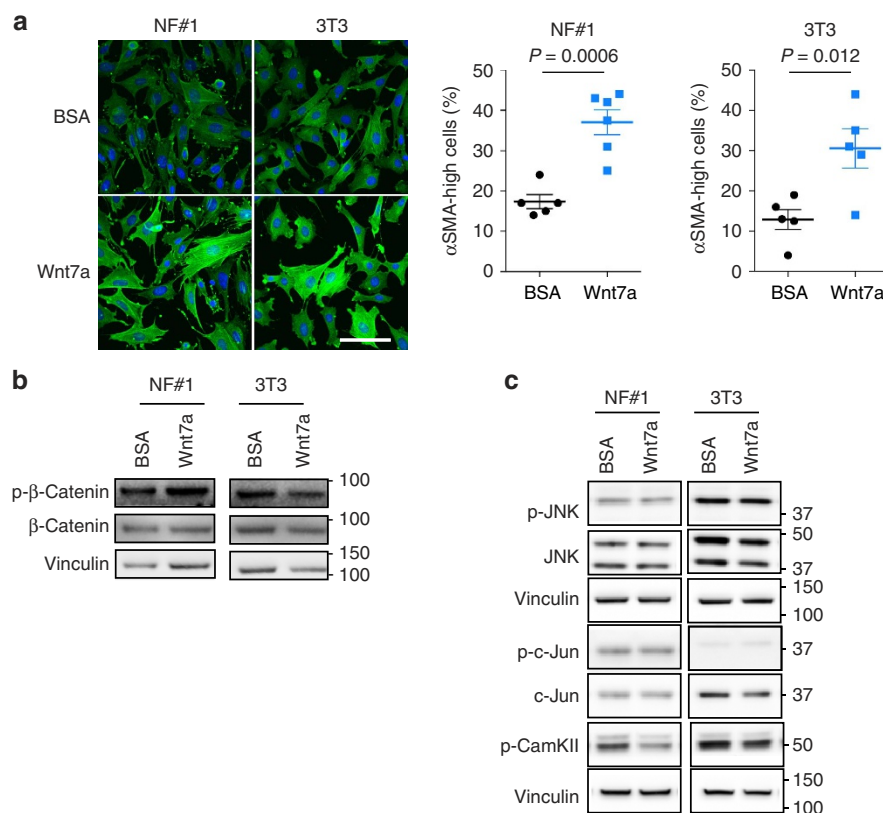 a
NF#1 3T3
BSA
Wnt7a
NF#1
P = 0.0006
αSMA-high cells (%)
50
40
30
20
10
0
BSA Wnt7a
3T3
P = 0.012
αSMA-high cells (%)
50
40
30
20
10
0
BSA Wnt7a
b
NF#1 3T3
BSA Wnt7a BSA Wnt7a
p-β-Catenin 100
β-Catenin 100
Vinculin 150
100
c
NF#1 3T3
BSA Wnt7a BSA Wnt7a
p-JNK 37
JNK 50
37
Vinculin 150
100
p-c-Jun 37
c-Jun 37
p-CamKII 50
Vinculin 150
100